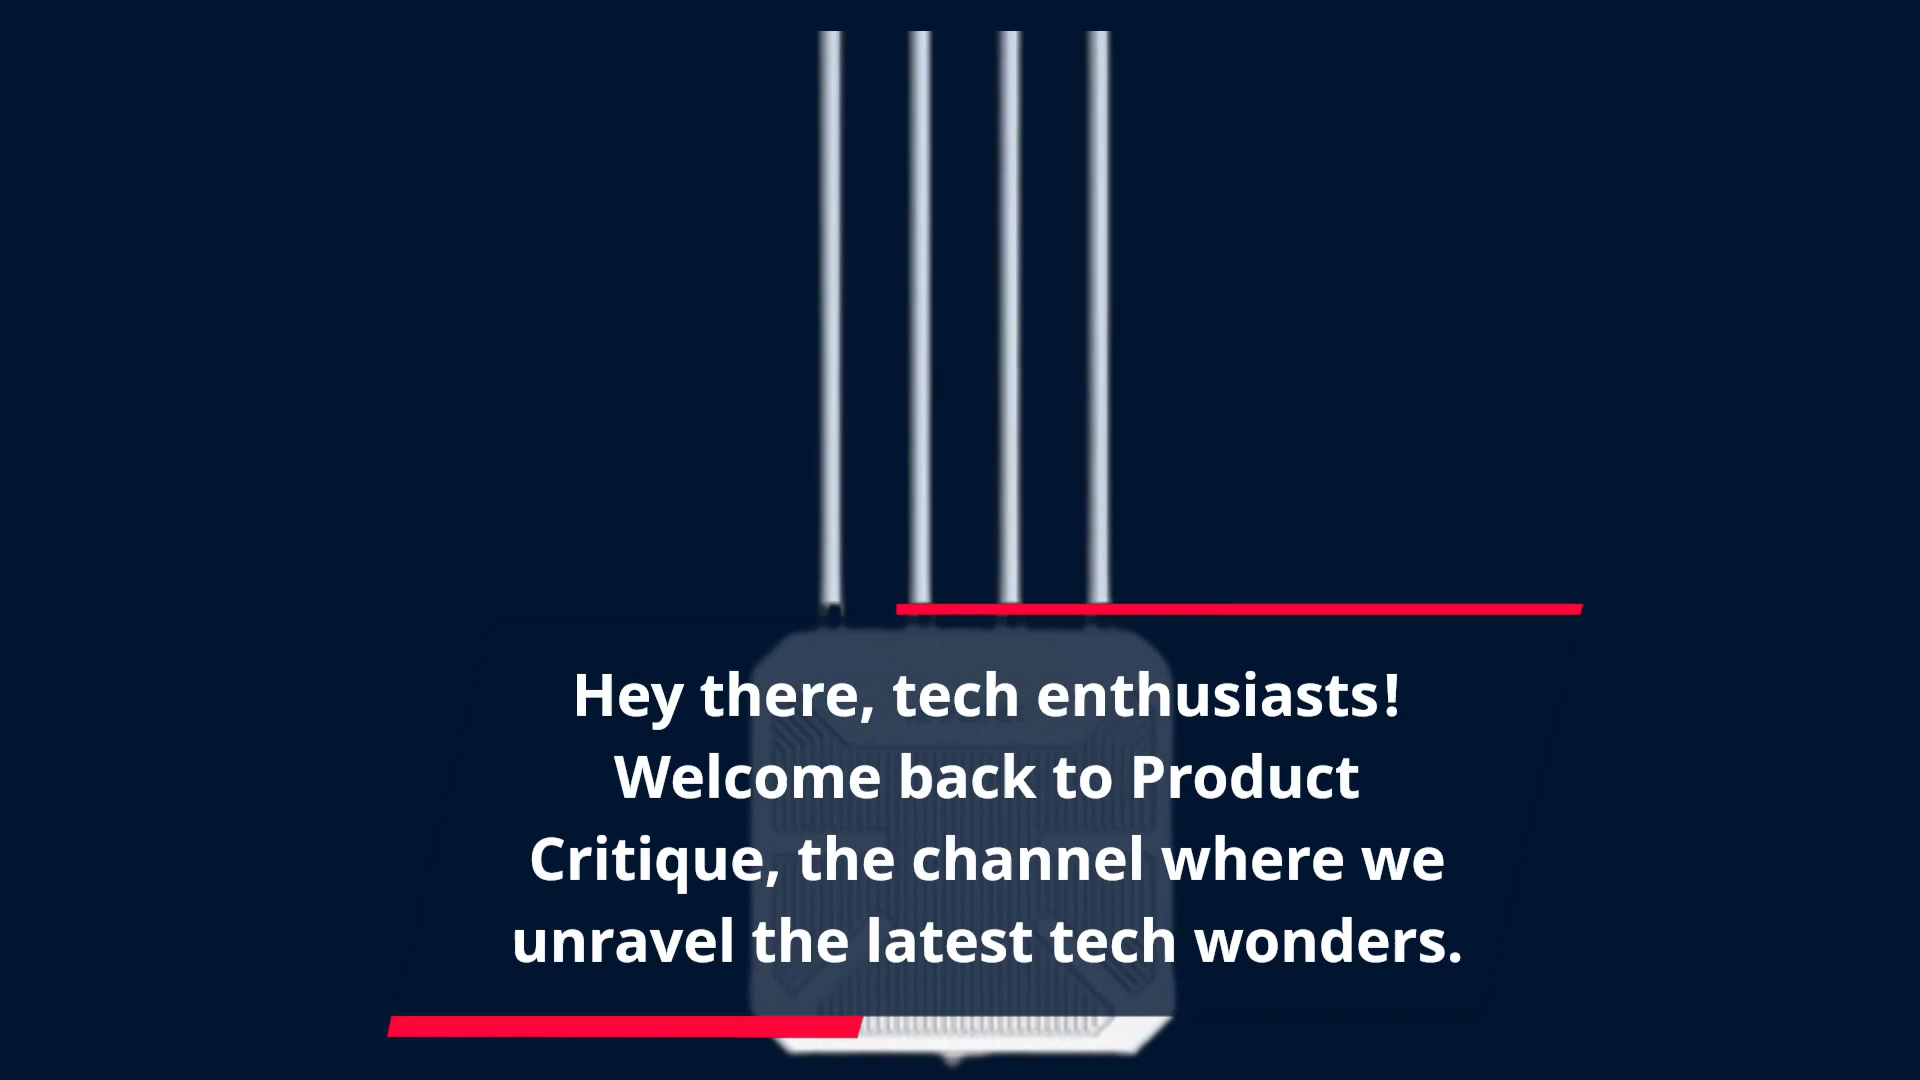 Hey there, tech enthusiasts!
Welcome back to Product
Critique, the channel where we
unravel the latest tech wonders.